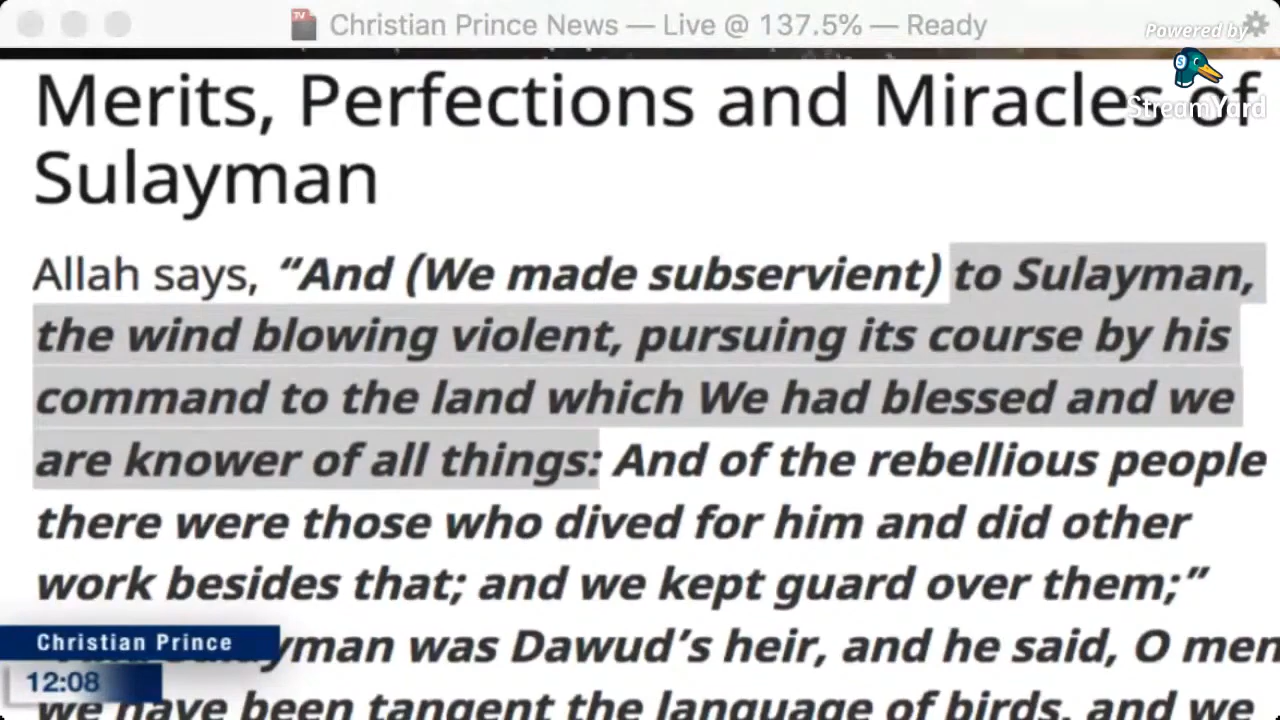 Christian Prince News — Live @ 137.5% — Ready
Powered by
StreamYard
Merits, Perfections and Miracles of
Sulayman
Allah says, “And (We made subservient) to Sulayman,
the wind blowing violent, pursuing its course by his
command to the land which We had blessed and we
are knower of all things: And of the rebellious people
there were those who dived for him and did other
work besides that; and we kept guard over them;”
yman was Dawud’s heir, and he said, O men
we have been tangent the language of birds, and we
Christian Prince
12:08